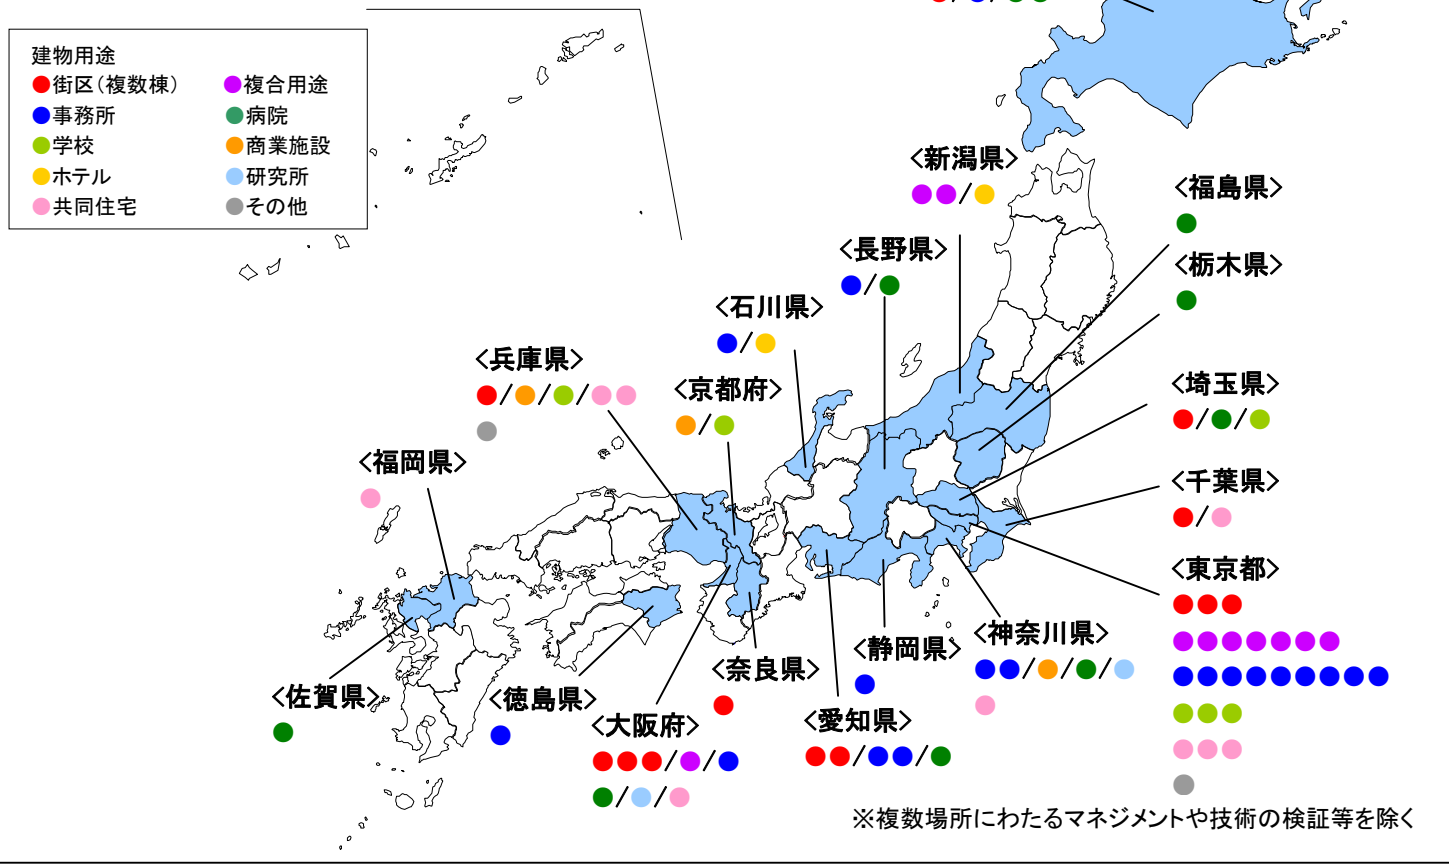 建物用途
街区(複数棟) 複合用途
事務所 病院
学校 商業施設
ホテル 研究所
共同住宅 その他
<新潟県>
/
<福島県>
<長野県>
/
<栃木県>
<石川県>
/
<兵庫県>
/ / /
<京都府>
/
<埼玉県>
/ /
<福岡県>
<千葉県>
/
<東京都>
<神奈川県>
/ / /
<静岡県>
<奈良県>
<佐賀県>
<徳島県>
<大阪府>
/ /
/ /
<愛知県>
/ /
※複数場所にわたるマネジメントや技術の検証等を除く